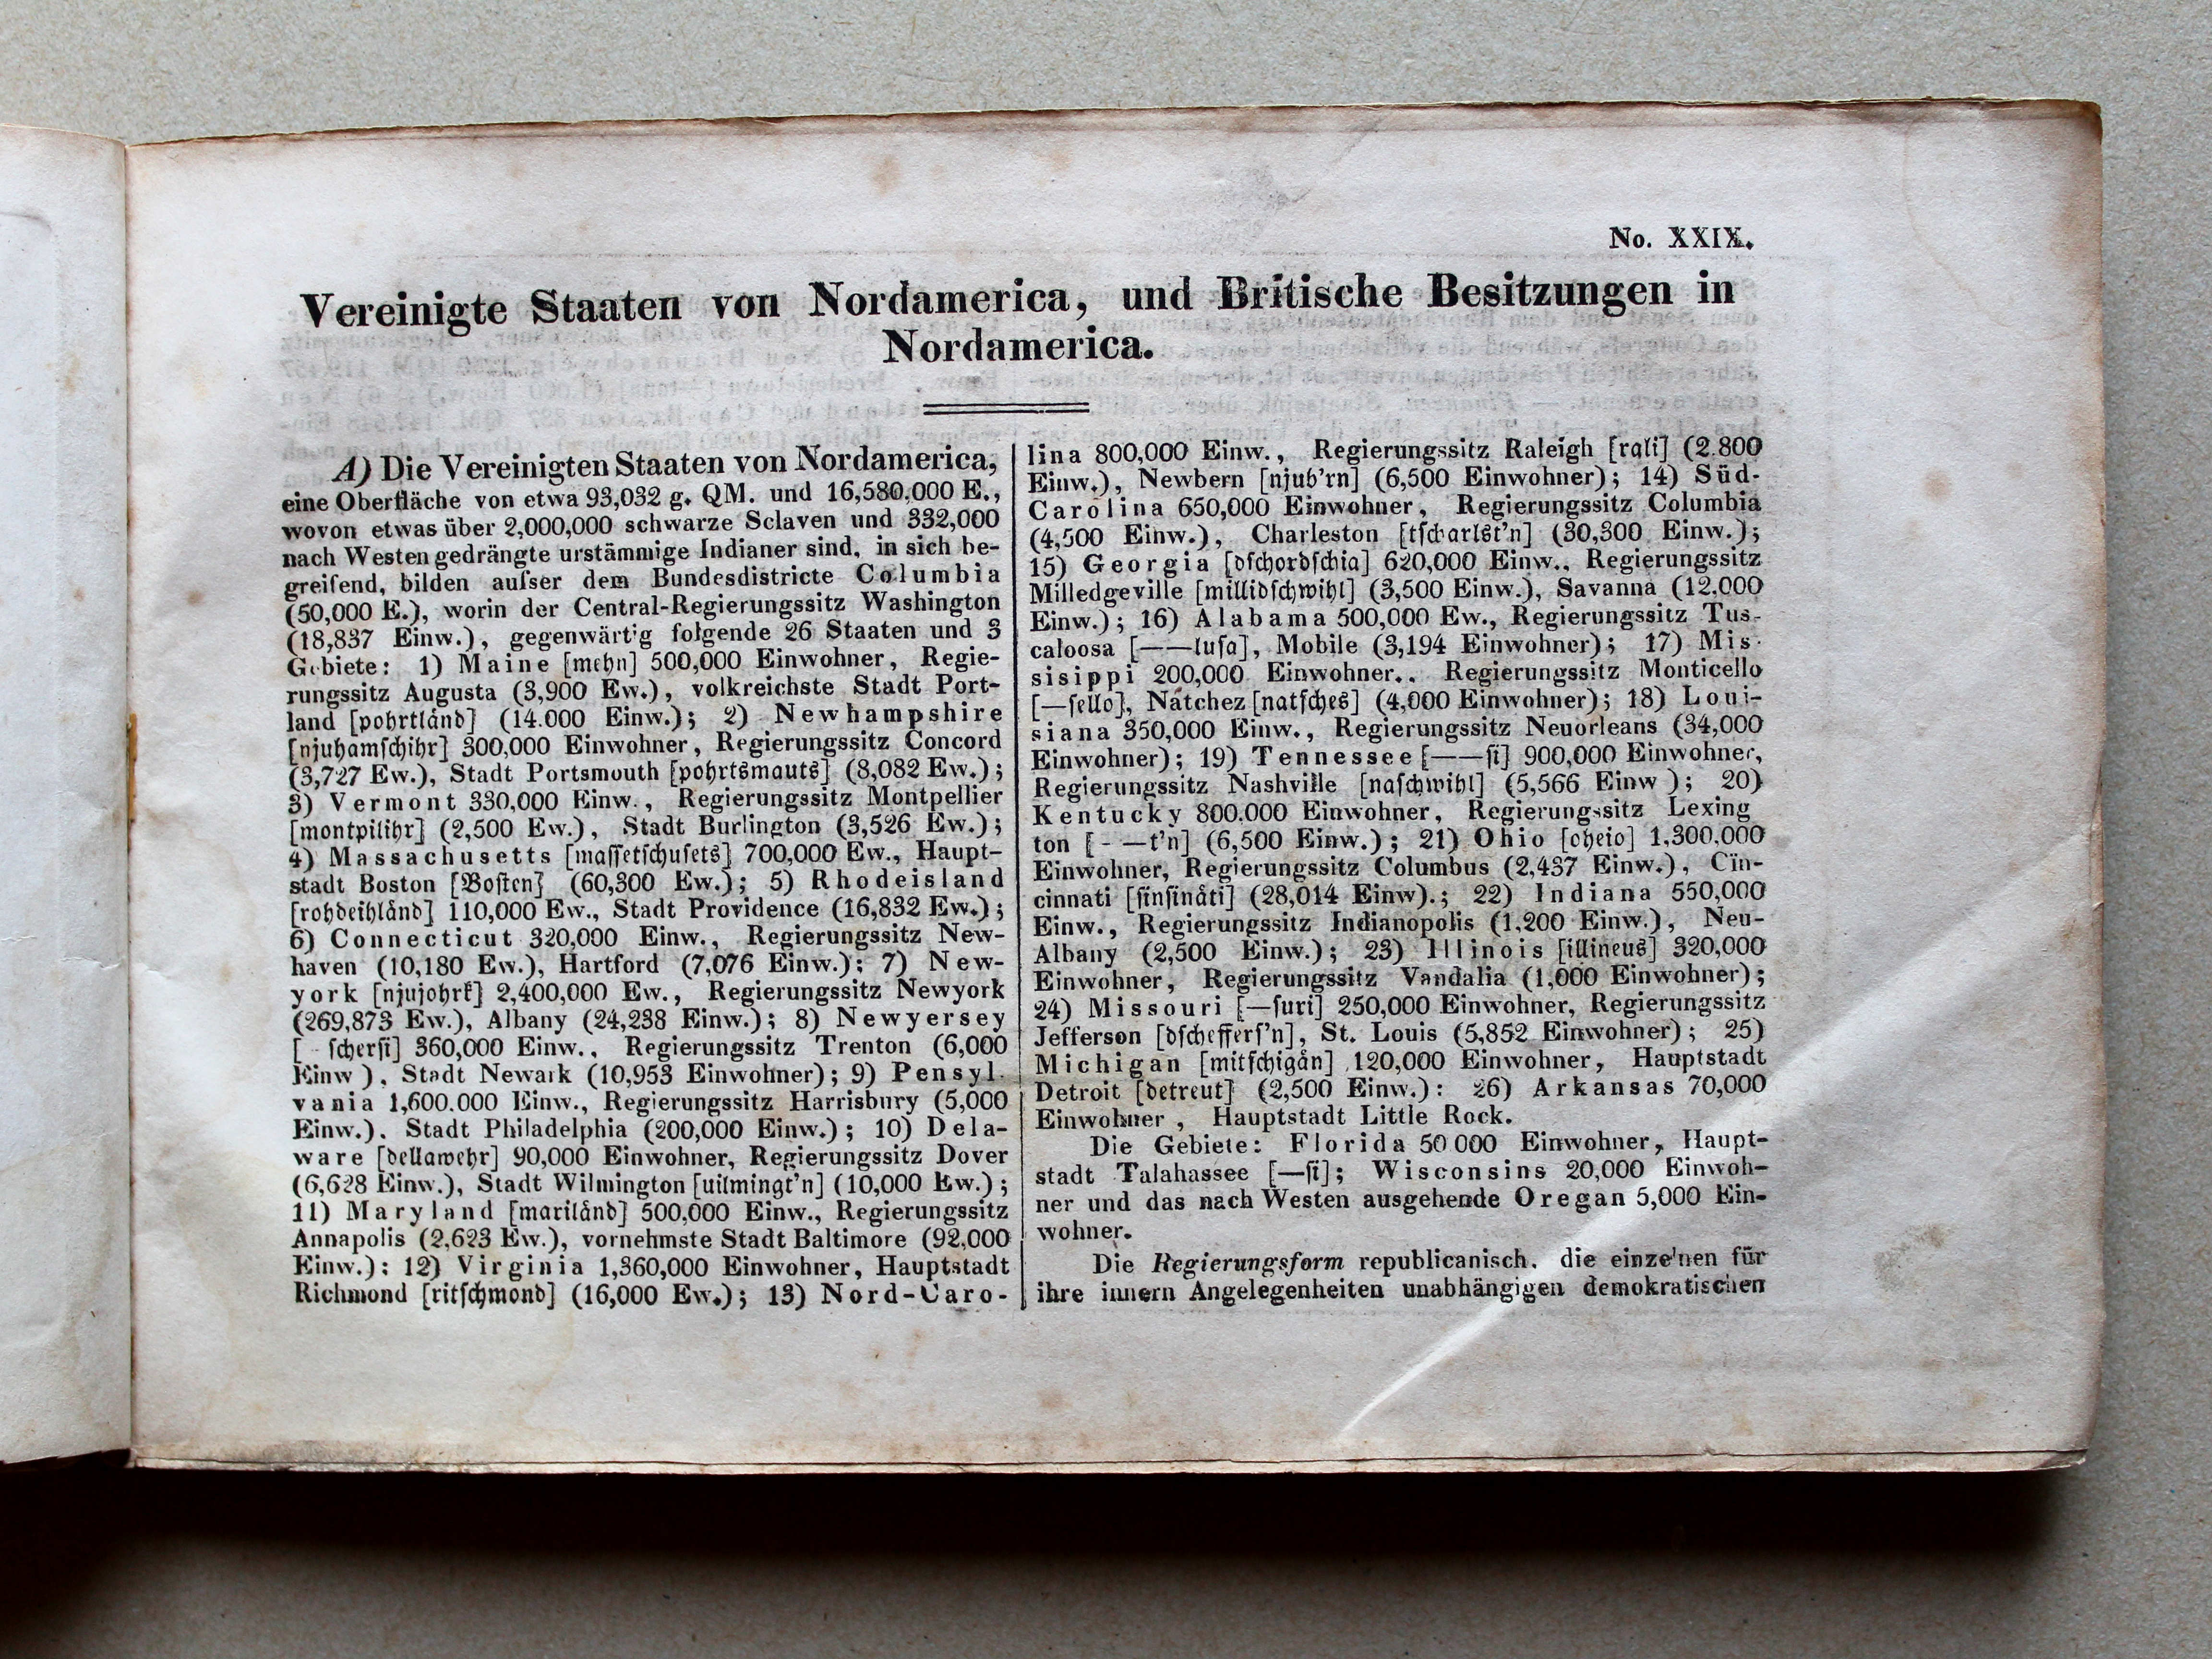 No. XXIX.
Vereinigte Staaten von Nordamerica, und Britische Besitzungen in
Nordamerica.
A) Die Vereinigten Staaten von Nordamerica,
eine Oberfläche von etwa 93,032 g. QM. und 16,580,000 E.,
wovon etwas über 2,000,000 schwarze Sclaven und 332,000
nach Westen gedrängte urstämmige Indianer sind, in sich be-
greifend, bilden auſser dem Bundesdistricte Columbia
(50,000 E.), worin der Central-Regierungssitz Washington
(18,837 Einw.), gegenwärtig folgende 26 Staaten und 3
Gebiete: 1) Maine [mehn] 500,000 Einwohner, Regie-
rungssitz Augusta (3,900 Ew.), volkreichste Stadt Port-
land [pohrtländ] (14.000 Einw.); 2) Newhampshire
[njuhamſchihr] 300,000 Einwohner, Regierungssitz Concord
(3,727 Ew.), Stadt Portsmouth [pohrtsmauts] (8,082 Ew.);
3) Vermont 330,000 Einw., Regierungssitz Montpellier
[montpilihr] (2,500 Ew.), Stadt Burlington (3,526 Ew.);
4) Massachusetts [maſſetſchuſets] 700,000 Ew., Haupt-
stadt Boston [Boſten] (60,300 Ew.); 5) Rhodeisland
[rohdeihländ] 110,000 Ew., Stadt Providence (16,832 Ew.);
6) Connecticut 320,000 Einw., Regierungssitz New-
haven (10,180 Ew.), Hartford (7,076 Einw.); 7) New-
york [njujohrk] 2,400,000 Ew., Regierungssitz Newyork
(269,873 Ew.), Albany (24,238 Einw.); 8) Newyersey
[ - ſcherſi] 360,000 Einw., Regierungssitz Trenton (6,000
Einw ), Stadt Newark (10,953 Einwohner); 9) Pensyl-
vania 1,600.000 Einw., Regierungssitz Harrisbury (5,000
Einw.), Stadt Philadelphia (200,000 Einw.); 10) Dela-
ware [dellawehr] 90,000 Einwohner, Regierungssitz Dover
(6,628 Einw.), Stadt Wilmington [uilmingt'n] (10,000 Ew.);
11) Maryland [mariländ] 500,000 Einw., Regierungssitz
Annapolis (2,623 Ew.), vornehmste Stadt Baltimore (92,000
Einw.); 12) Virginia 1,360,000 Einwohner, Hauptstadt
Richmond [ritſchmond] (16,000 Ew.); 13) Nord-Caro-
lina 800,000 Einw., Regierungssitz Raleigh [rali] (2.800
Einw.), Newbern [njub'rn] (6,500 Einwohner); 14) Süd-
Carolina 650,000 Einwohner, Regierungssitz Columbia
(4,500 Einw.), Charleston [tſcharlst'n] (30,300 Einw.);
15) Georgia [dſchordſchia] 620,000 Einw., Regierungssitz
Milledgeville [millidſchwihl] (3,500 Einw.), Savanna (12,000
Einw.); 16) Alabama 500,000 Ew., Regierungssitz Tus-
caloosa [——luſa], Mobile (3,194 Einwohner); 17) Mis-
sisippi 200,000 Einwohner., Regierungssitz Monticello
[—ſello], Natchez [natſches] (4,000 Einwohner); 18) Loui-
siana 350,000 Einw., Regierungssitz Neuorleans (34,000
Einwohner); 19) Tennessee [——ſi] 900,000 Einwohner,
Regierungssitz Nashville [naſchwihl] (5,566 Einw ); 20)
Kentucky 800.000 Einwohner, Regierungssitz Lexing
ton [- —t'n] (6,500 Einw.); 21) Ohio [oheio] 1,300,000
Einwohner, Regierungssitz Columbus (2,437 Einw.), Cin-
cinnati [ſinſinäti] (28,014 Einw).; 22) Indiana 550,000
Einw., Regierungssitz Indianopolis (1,200 Einw.), Neu-
Albany (2,500 Einw.); 23) Illinois [illineus] 320,000
Einwohner, Regierungssitz Vandalia (1,000 Einwohner);
24) Missouri [—ſuri] 250,000 Einwohner, Regierungssitz
Jefferson [dſchefferſ'n], St. Louis (5,852 Einwohner); 25)
Michigan [mitſchigän] 120,000 Einwohner, Hauptstadt
Detroit [detreut] (2,500 Einw.): 26) Arkansas 70,000
Einwohner, Hauptstadt Little Rock.
Die Gebiete: Florida 50 000 Einwohner, Haupt-
stadt Talahassee [—ſi]; Wisconsins 20,000 Einwoh-
ner und das nach Westen ausgehende Oregan 5,000 Ein-
wohner.
Die Regierungsform republicanisch, die einzelnen für
ihre innern Angelegenheiten unabhängigen demokratischen